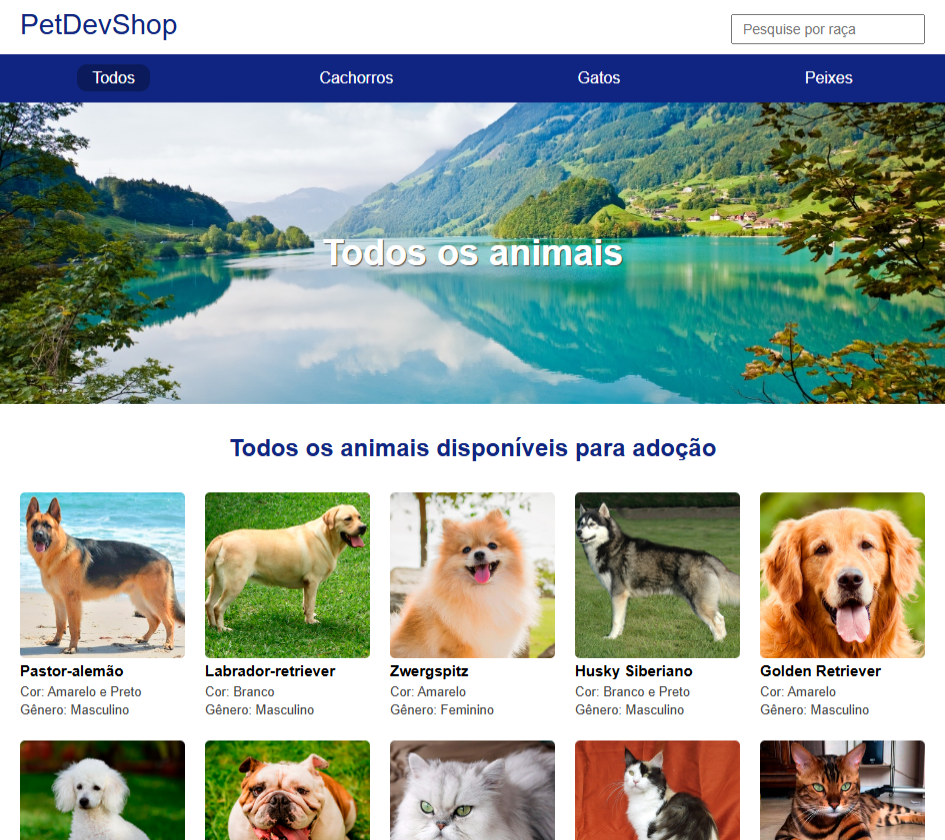 PetDevShop
Pesquise por raça
Todos
Cachorros
Gatos
Peixes
Todos os animais
Todos os animais disponíveis para adoção
Pastor-alemão
Cor: Amarelo e Preto
Gênero: Masculino
Labrador-retriever
Cor: Branco
Gênero: Masculino
Zwergspitz
Cor: Amarelo
Gênero: Feminino
Husky Siberiano
Cor: Branco e Preto
Gênero: Masculino
Golden Retriever
Cor: Amarelo
Gênero: Masculino